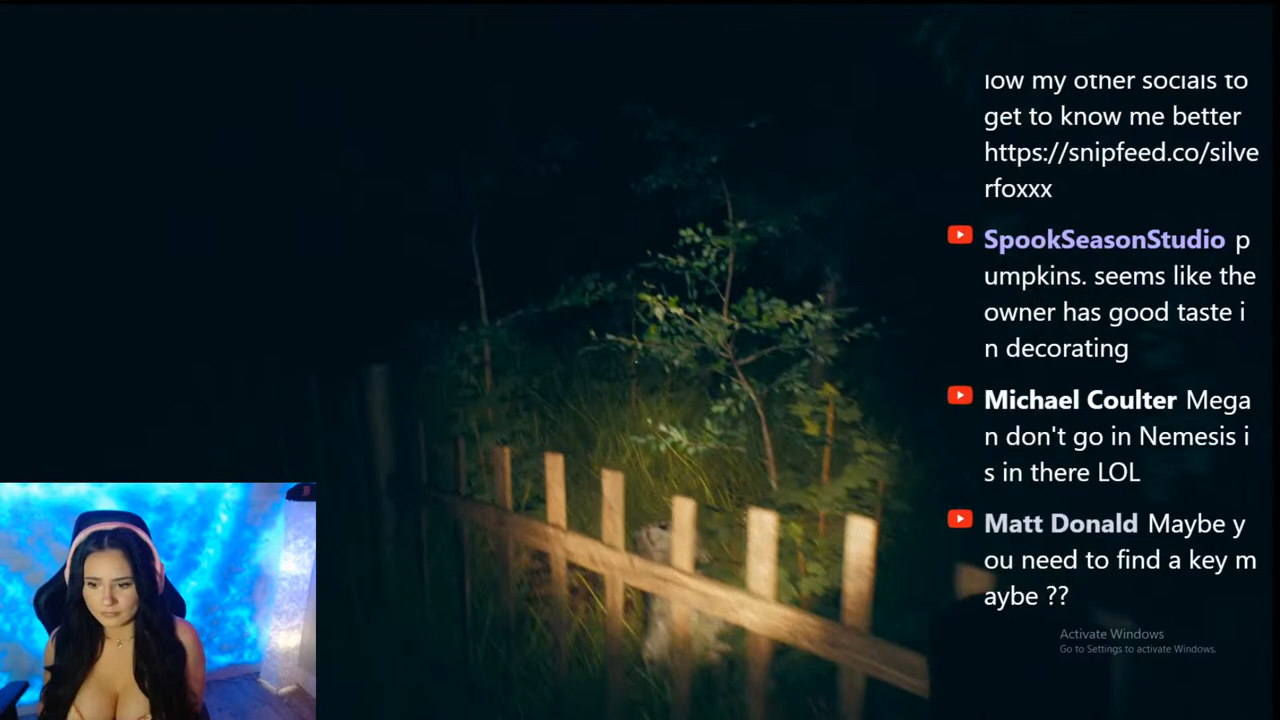 low my other socials to
get to know me better
https://snipfeed.co/silve
rfoxxx
SpookSeasonStudio p
umpkins. seems like the
owner has good taste i
n decorating
Michael Coulter Mega
n don't go in Nemesis i
s in there LOL
Matt Donald Maybe y
ou need to find a key m
aybe ??
Activate Windows
Go to Settings to activate Windows.